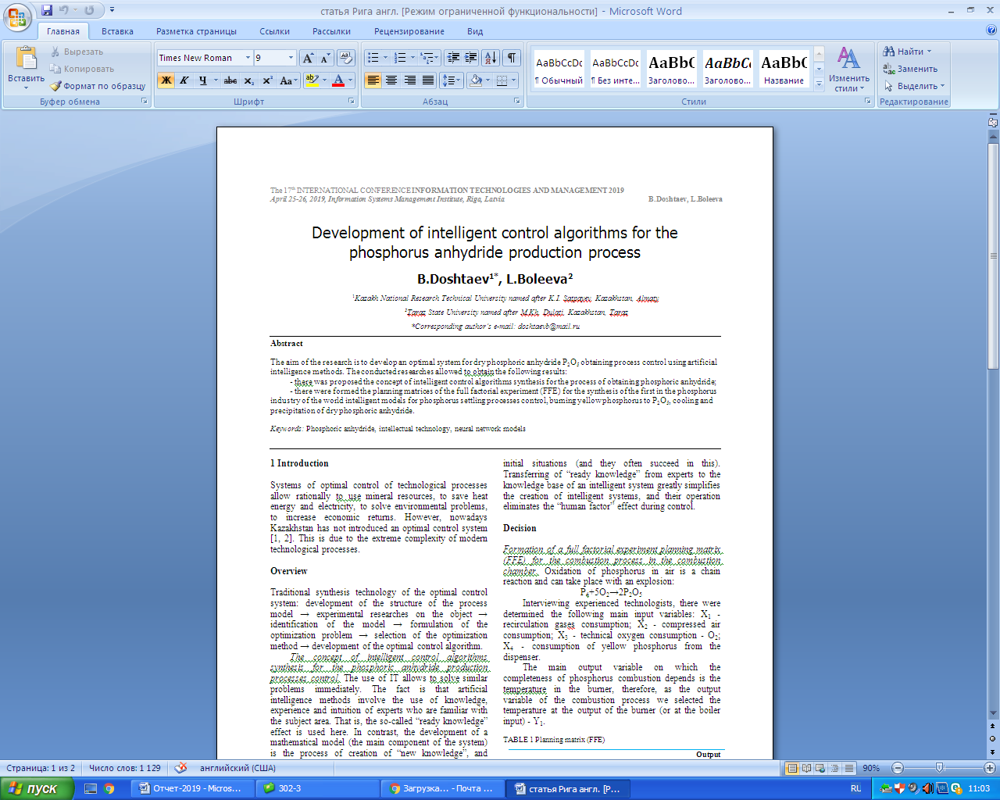 статья Рига англ. [Режим ограниченной функциональности] - Microsoft Word
Главная Вставка Разметка страницы Ссылки Рассылки Рецензирование Вид
Вставить
Вырезать
Копировать
Формат по образцу
Буфер обмена
Times New Roman 9
Ж К Ч abc x₂ x² Aa
Шрифт
Абзац
AaBbCcDc AaBbCcDc AaBbC AaBbCc AaBbC
¶ Обычный ¶ Без инте... Заголово... Заголово... Название
Изменить стили
Стили
Найти
Заменить
Выделить
Редактирование
The 17th INTERNATIONAL CONFERENCE INFORMATION TECHNOLOGIES AND MANAGEMENT 2019
April 25-26, 2019, Information Systems Management Institute, Riga, Latvia B.Doshtaev, L.Boleeva
Development of intelligent control algorithms for the
phosphorus anhydride production process
B.Doshtaev¹*, L.Boleeva²
¹Kazakh National Research Technical University named after K.I. Satpayev, Kazakhstan, Almaty
²Taraz State University named after M.Kh. Dulati, Kazakhstan, Taraz
*Corresponding author's e-mail: doshtaevb@mail.ru
Abstract
The aim of the research is to develop an optimal system for dry phosphoric anhydride P₂O₅ obtaining process control using artificial
intelligence methods. The conducted researches allowed to obtain the following results:
- there was proposed the concept of intelligent control algorithms synthesis for the process of obtaining phosphoric anhydride;
- there were formed the planning matrices of the full factorial experiment (FFE) for the synthesis of the first in the phosphorus
industry of the world intelligent models for phosphorus settling processes control, burning yellow phosphorus to P₂O₅, cooling and
precipitation of dry phosphoric anhydride.
Keywords: Phosphoric anhydride, intellectual technology, neural network models
1 Introduction
Systems of optimal control of technological processes
allow rationally to use mineral resources, to save heat
energy and electricity, to solve environmental problems,
to increase economic returns. However, nowadays
Kazakhstan has not introduced an optimal control system
[1, 2]. This is due to the extreme complexity of modern
technological processes.
Overview
Traditional synthesis technology of the optimal control
system: development of the structure of the process
model → experimental researches on the object →
identification of the model → formulation of the
optimization problem → selection of the optimization
method → development of the optimal control algorithm.
The concept of intelligent control algorithms
synthesis for the phosphoric anhydride production
processes control. The use of IT allows to solve similar
problems immediately. The fact is that artificial
intelligence methods involve the use of knowledge,
experience and intuition of experts who are familiar with
the subject area. That is, the so-called “ready knowledge”
effect is used here. In contrast, the development of a
mathematical model (the main component of the system)
is the process of creation of “new knowledge”, and
initial situations (and they often succeed in this).
Transferring of “ready knowledge” from experts to the
knowledge base of an intelligent system greatly simplifies
the creation of intelligent systems, and their operation
eliminates the “human factor” effect during control.
Decision
Formation of a full factorial experiment planning matrix
(FFE) for the combustion process in the combustion
chamber. Oxidation of phosphorus in air is a chain
reaction and can take place with an explosion:
P₄+5O₂→2P₂O₅
Interviewing experienced technologists, there were
determined the following main input variables: X₁ -
recirculation gases consumption; X₂ - compressed air
consumption; X₃ - technical oxygen consumption - O₂;
X₄ - consumption of yellow phosphorus from the
dispenser.
The main output variable on which the
completeness of phosphorus combustion depends is the
temperature in the burner, therefore, as the output
variable of the combustion process we selected the
temperature at the output of the burner (or at the boiler
input) - Y₁.
TABLE 1 Planning matrix (FFE)
Output
Страница: 1 из 2 Число слов: 1 129 английский (США) 90%
пуск Отчет-2019 - Micros... 302-3 Загрузка... - Почта ... статья Рига англ. [Р... RU 11:03